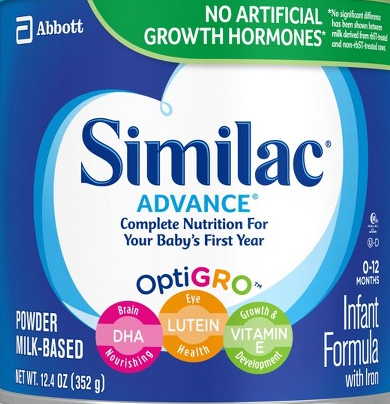 Abbott
NO ARTIFICIAL
GROWTH HORMONES*
*No significant difference
has been shown between
milk derived from rbST-treated
and non-rbST-treated cows.
Similac®
ADVANCE®
Complete Nutrition For
Your Baby's First Year
OptiGRO™
Brain
DHA
Nourishing
Eye
LUTEIN
Health
Growth &
VITAMIN
E
Development
POWDER
MILK-BASED
NET WT. 12.4 OZ (352 g)
HALAL
U-D
0-12
MONTHS
Infant
Formula
with Iron